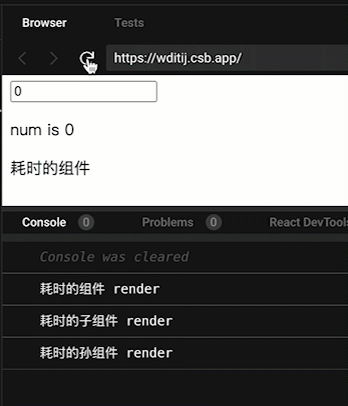 Browser Tests
https://wditij.csb.app/
0
num is 0
耗时的组件
Console 0 Problems 0 React DevTools
Console was cleared
耗时的组件 render
耗时的子组件 render
耗时的孙组件 render